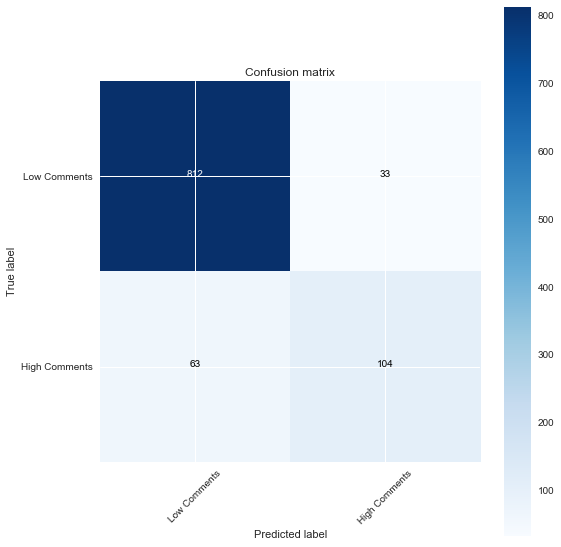 Confusion matrix
800
700
600
500
400
300
200
100
True label
Low Comments
812
33
High Comments
63
104
Low Comments
High Comments
Predicted label